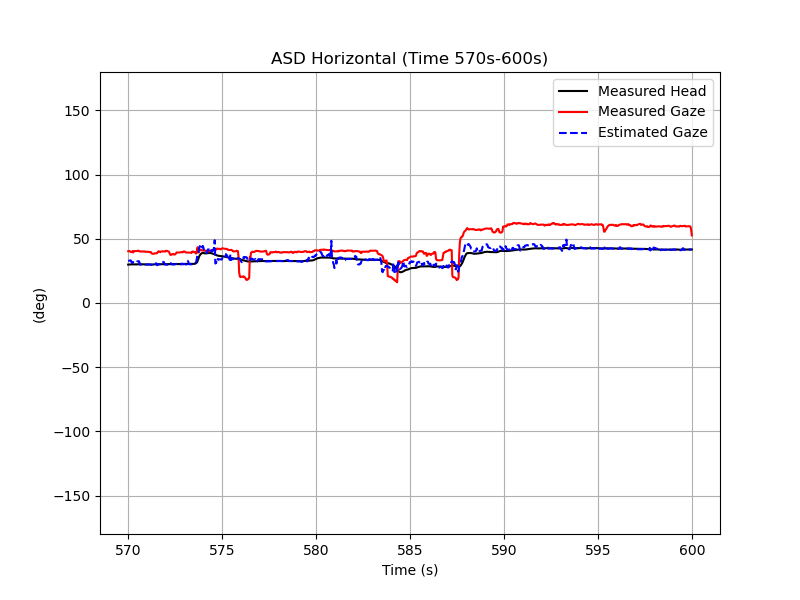 ASD Horizontal (Time 570s-600s)
Measured Head
Measured Gaze
Estimated Gaze
150
100
50
0
−50
−100
−150
(deg)
570 575 580 585 590 595 600
Time (s)